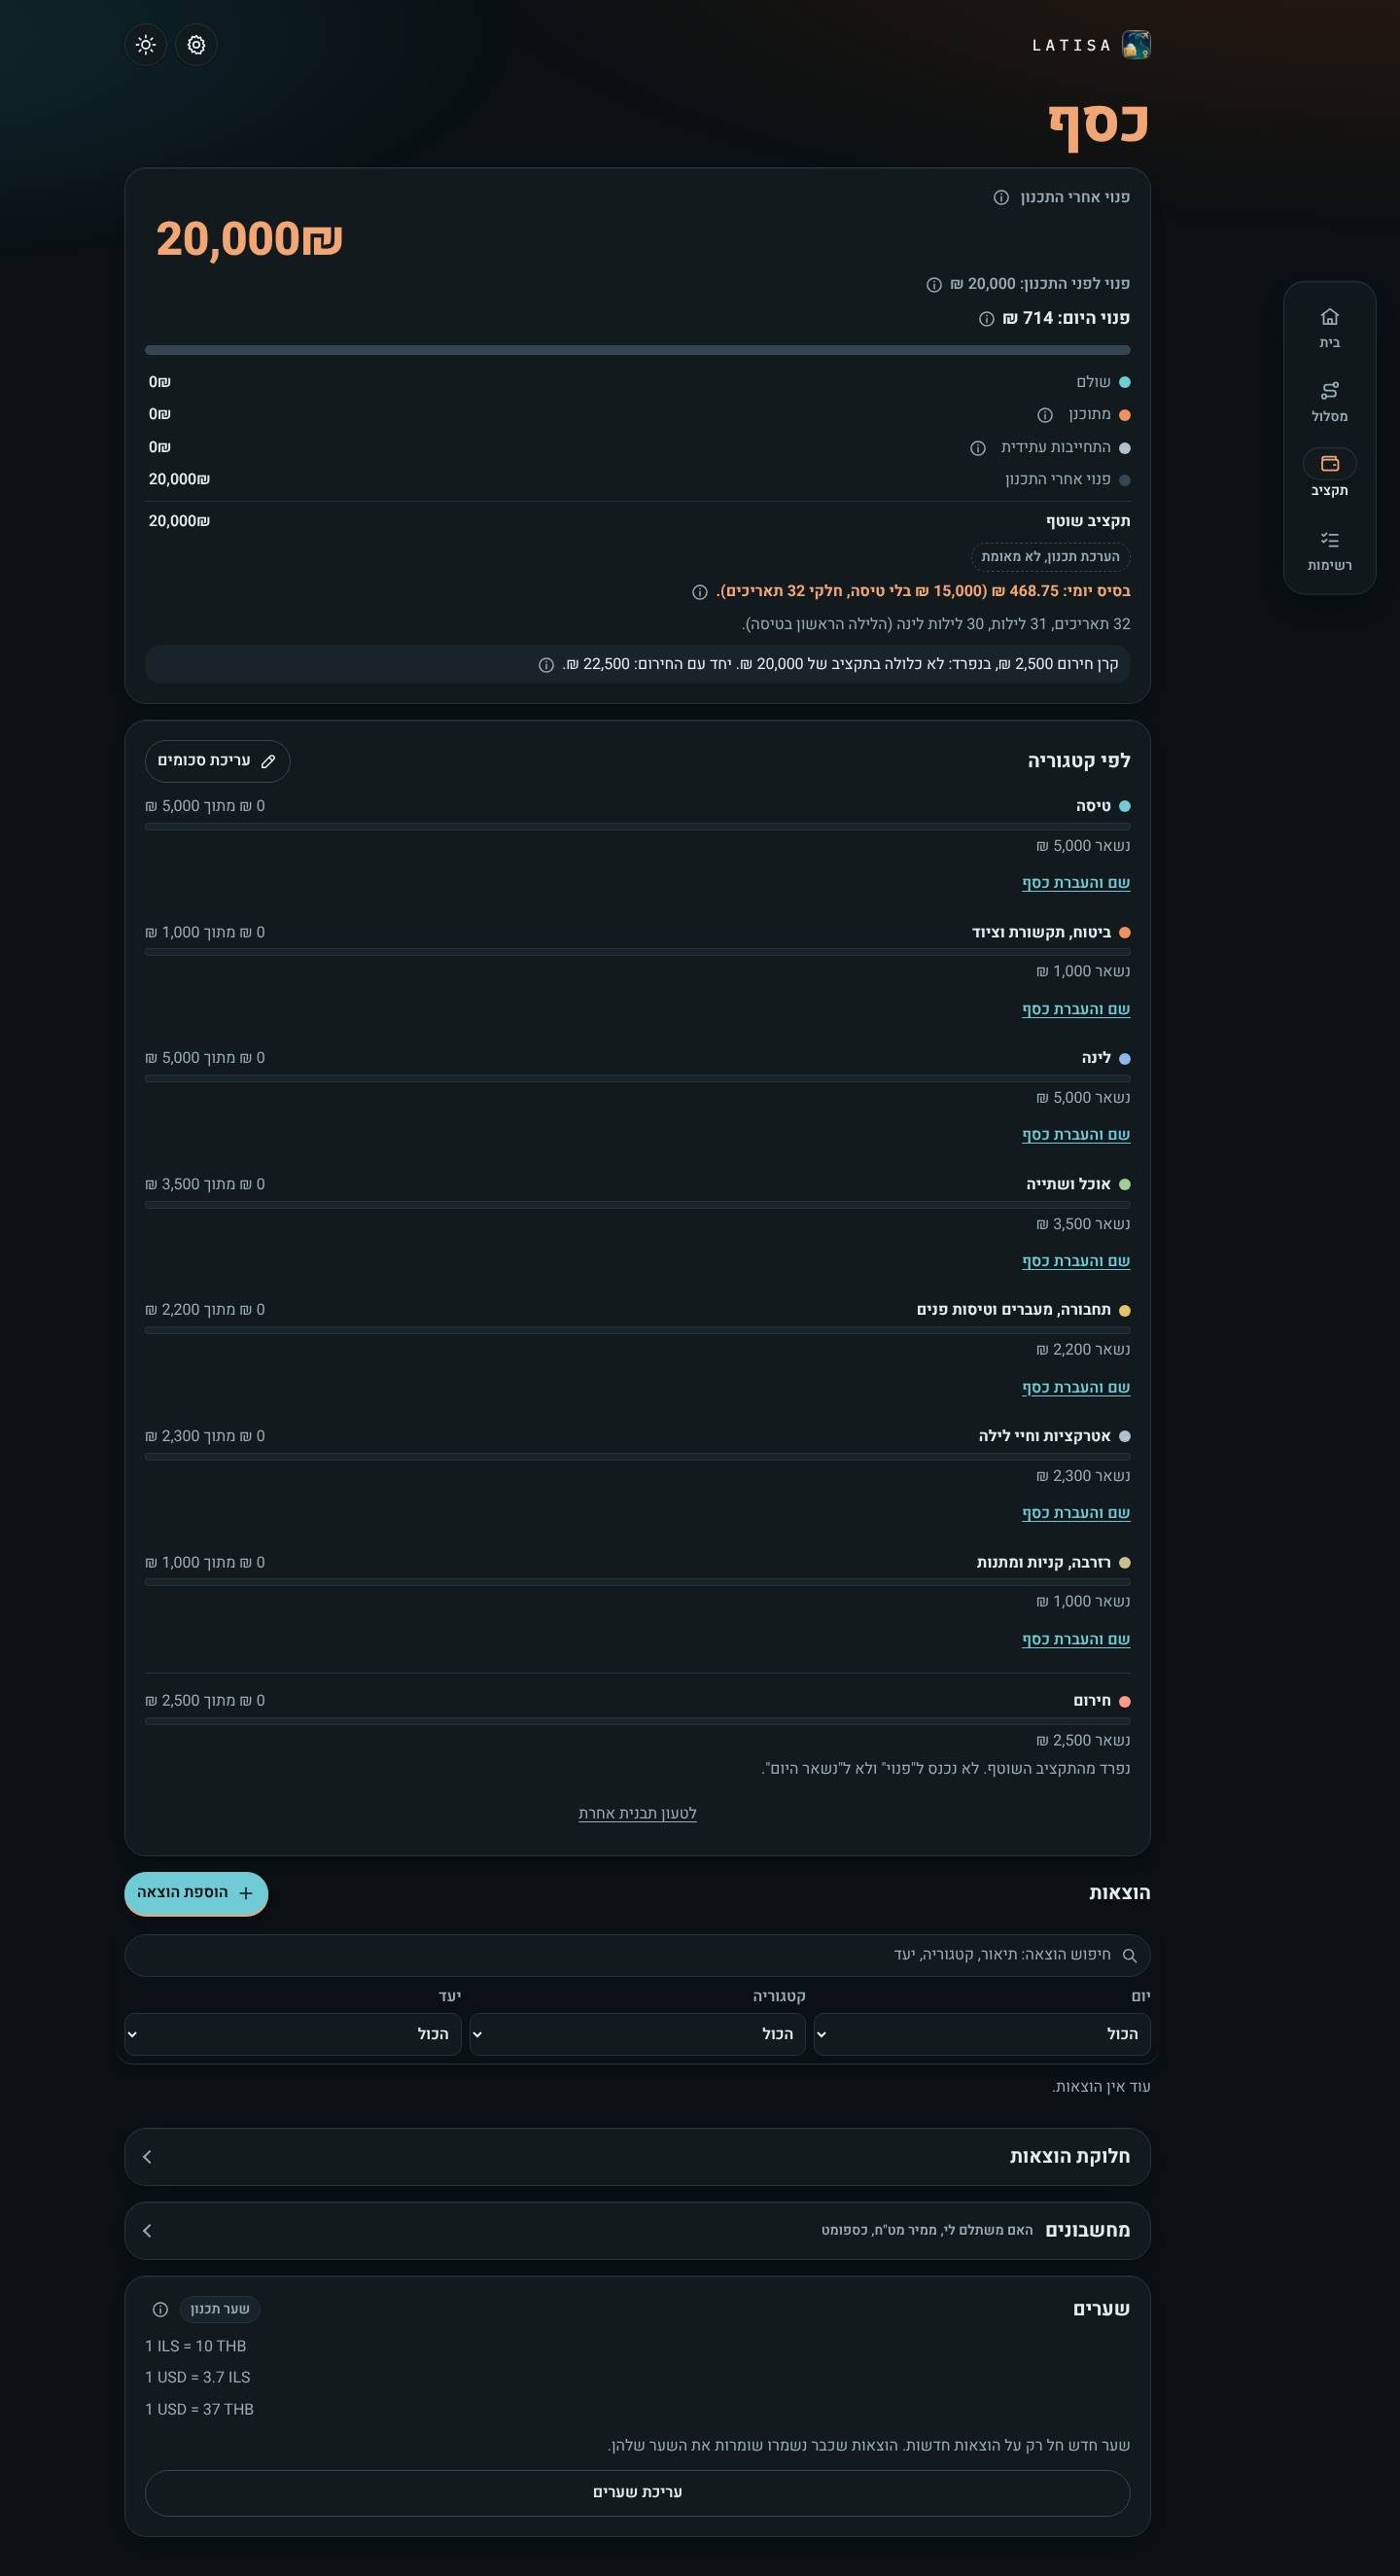 LATISA
כסף
פנוי אחרי התכנון
20,000₪
פנוי לפני התכנון: 20,000 ₪
פנוי היום: 714 ₪
שולם 0₪
מתוכנן 0₪
התחייבות עתידית 0₪
פנוי אחרי התכנון 20,000₪
תקציב שוטף 20,000₪
הערכת תכנון, לא מאומת
בסיס יומי: 468.75 ₪ (15,000 ₪ בלי טיסה, חלקי 32 תאריכים).
32 תאריכים, 31 לילות, 30 לילות לינה (הלילה הראשון בטיסה).
קרן חירום 2,500 ₪, בנפרד: לא כלולה בתקציב של 20,000 ₪. יחד עם החירום: 22,500 ₪.
בית
מסלול
תקציב
רשימות
לפי קטגוריה עריכת סכומים
טיסה 0 ₪ מתוך 5,000 ₪
נשאר 5,000 ₪
שם והעברת כסף
ביטוח, תקשורת וציוד 0 ₪ מתוך 1,000 ₪
נשאר 1,000 ₪
שם והעברת כסף
לינה 0 ₪ מתוך 5,000 ₪
נשאר 5,000 ₪
שם והעברת כסף
אוכל ושתייה 0 ₪ מתוך 3,500 ₪
נשאר 3,500 ₪
שם והעברת כסף
תחבורה, מעברים וטיסות פנים 0 ₪ מתוך 2,200 ₪
נשאר 2,200 ₪
שם והעברת כסף
אטרקציות וחיי לילה 0 ₪ מתוך 2,300 ₪
נשאר 2,300 ₪
שם והעברת כסף
רזרבה, קניות ומתנות 0 ₪ מתוך 1,000 ₪
נשאר 1,000 ₪
שם והעברת כסף
חירום 0 ₪ מתוך 2,500 ₪
נשאר 2,500 ₪
נפרד מהתקציב השוטף. לא נכנס ל"פנוי" ולא ל"נשאר היום".
לטעון תבנית אחרת
הוצאות הוספת הוצאה
חיפוש הוצאה: תיאור, קטגוריה, יעד
יום קטגוריה יעד
הכול הכול הכול
עוד אין הוצאות.
חלוקת הוצאות
מחשבונים האם משתלם לי, ממיר מט"ח, כספומט
שערים שער תכנון
1 ILS = 10 THB
1 USD = 3.7 ILS
1 USD = 37 THB
שער חדש חל רק על הוצאות חדשות. הוצאות שכבר נשמרו שומרות את השער שלהן.
עריכת שערים